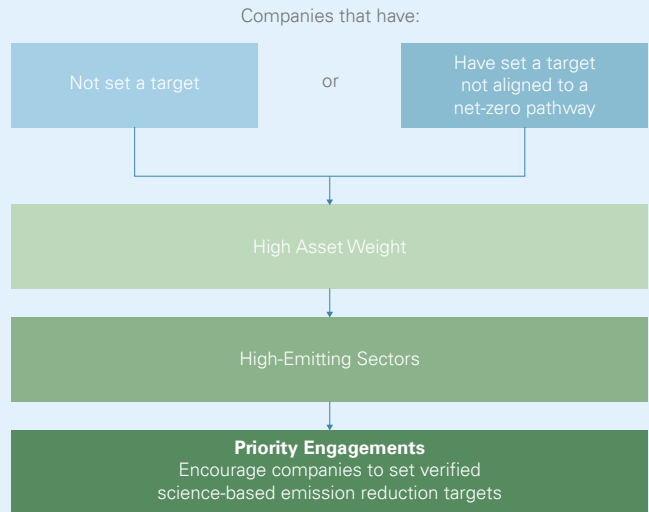 Companies that have:
Not set a target
or
Have set a target
not aligned to a
net-zero pathway
High Asset Weight
High-Emitting Sectors
Priority Engagements
Encourage companies to set verified
science-based emission reduction targets